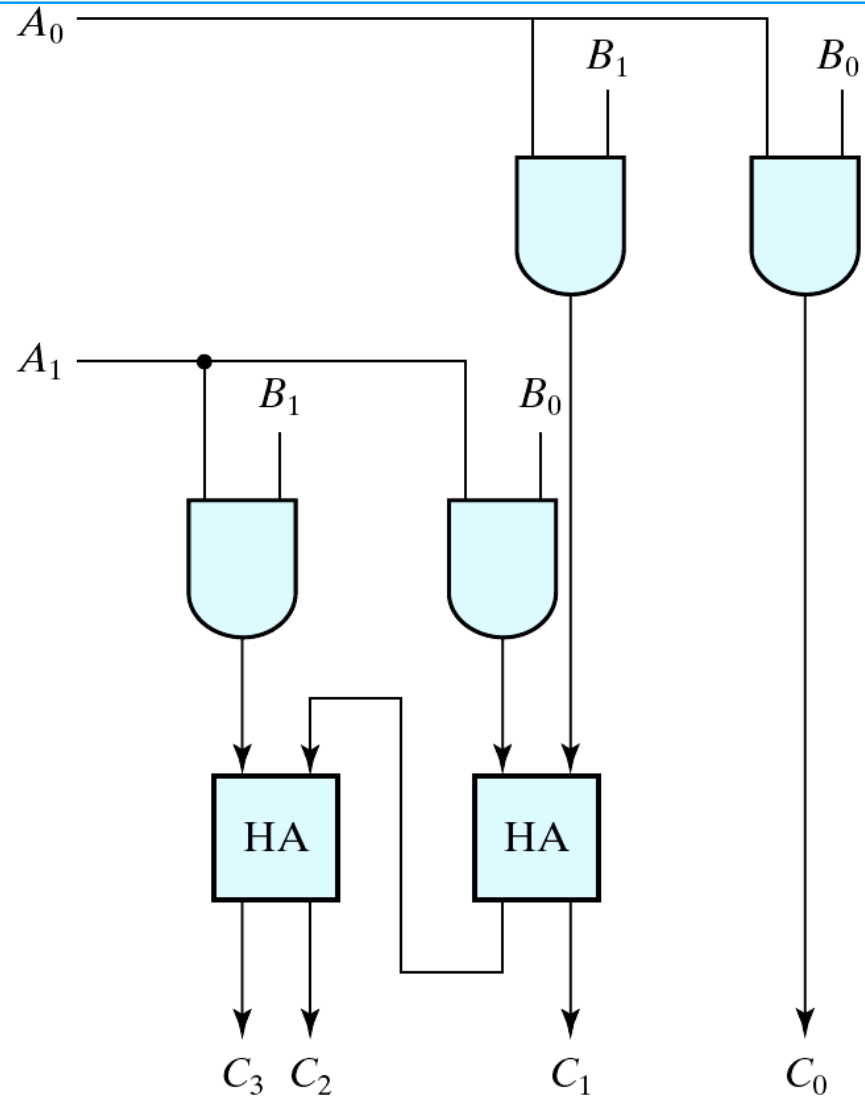 A₀
B₁ B₀
A₁
B₁ B₀
HA HA
C₃ C₂ C₁ C₀